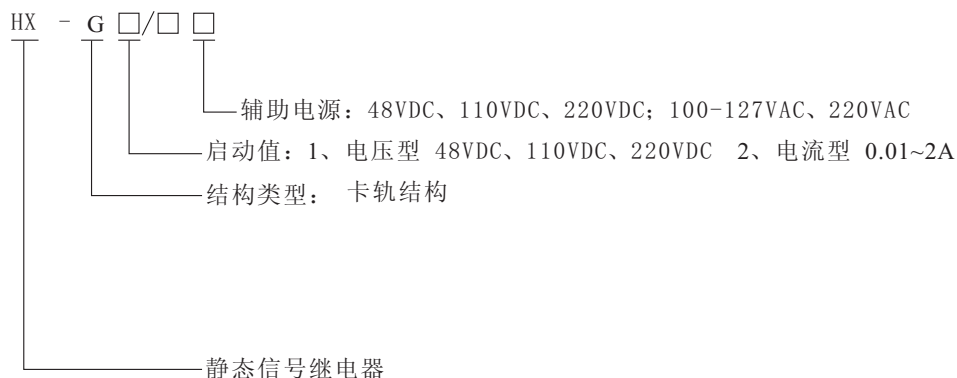 HX - G □/□ □
辅助电源：48VDC、110VDC、220VDC；100-127VAC、220VAC
启动值：1、电压型 48VDC、110VDC、220VDC 2、电流型 0.01~2A
结构类型： 卡轨结构
静态信号继电器